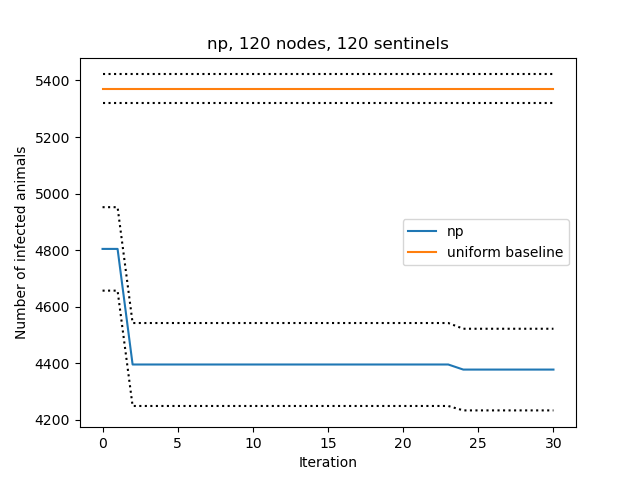 np, 120 nodes, 120 sentinels
Number of infected animals
5400
5200
5000
4800
4600
4400
4200
np
uniform baseline
0 5 10 15 20 25 30
Iteration